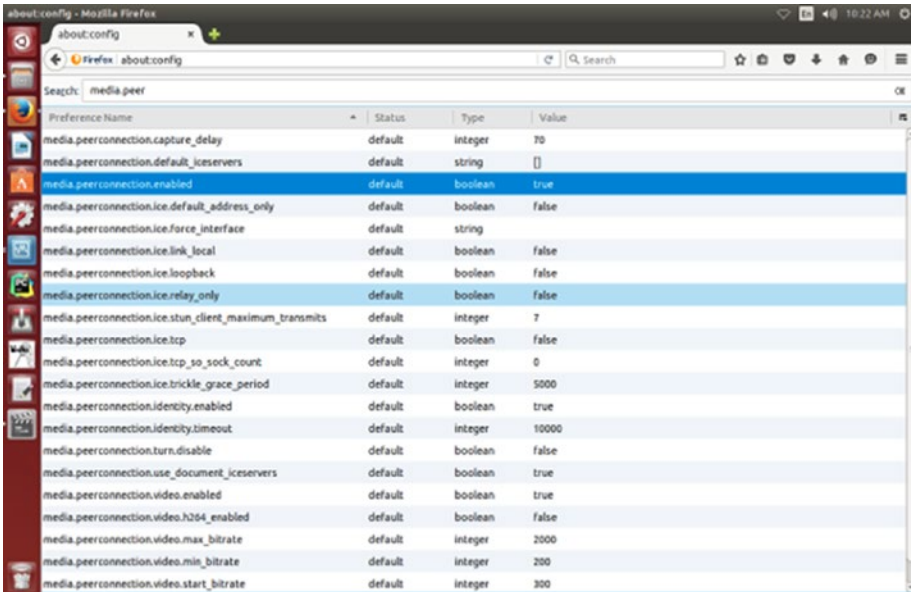 about:config - Mozilla Firefox En 10:22 AM
about:config
Firefox about:config Search
Search: media.peer
Preference Name Status Type Value
media.peerconnection.capture_delay default integer 70
media.peerconnection.default_iceservers default string []
media.peerconnection.enabled default boolean true
media.peerconnection.ice.default_address_only default boolean false
media.peerconnection.ice.force_interface default string
media.peerconnection.ice.link_local default boolean false
media.peerconnection.ice.loopback default boolean false
media.peerconnection.ice.relay_only default boolean false
media.peerconnection.ice.stun_client_maximum_transmits default integer 7
media.peerconnection.ice.tcp default boolean false
media.peerconnection.ice.tcp_so_sock_count default integer 0
media.peerconnection.ice.trickle_grace_period default integer 5000
media.peerconnection.identity.enabled default boolean true
media.peerconnection.identity.timeout default integer 10000
media.peerconnection.turn.disable default boolean false
media.peerconnection.use_document_iceservers default boolean true
media.peerconnection.video.enabled default boolean true
media.peerconnection.video.h264_enabled default boolean false
media.peerconnection.video.max_bitrate default integer 2000
media.peerconnection.video.min_bitrate default integer 200
media.peerconnection.video.start_bitrate default integer 300